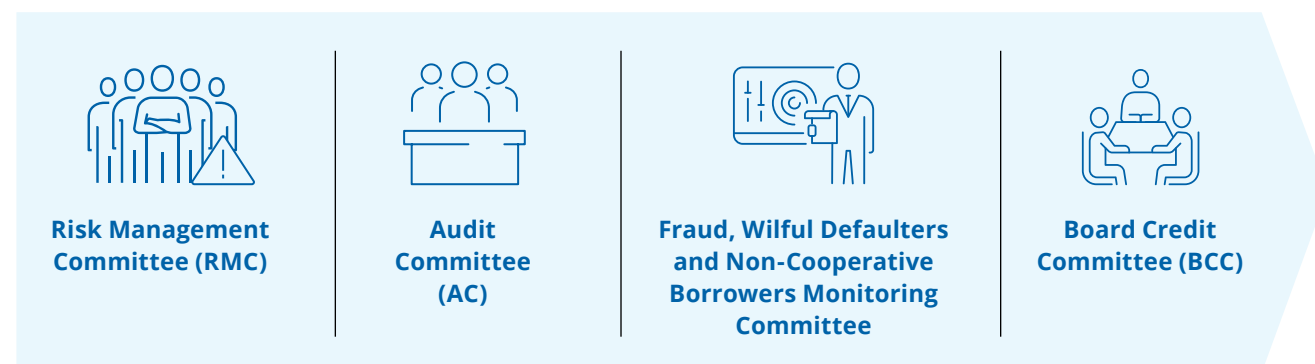 Risk Management
Committee (RMC)
Audit
Committee
(AC)
Fraud, Wilful Defaulters
and Non-Cooperative
Borrowers Monitoring
Committee
Board Credit
Committee (BCC)